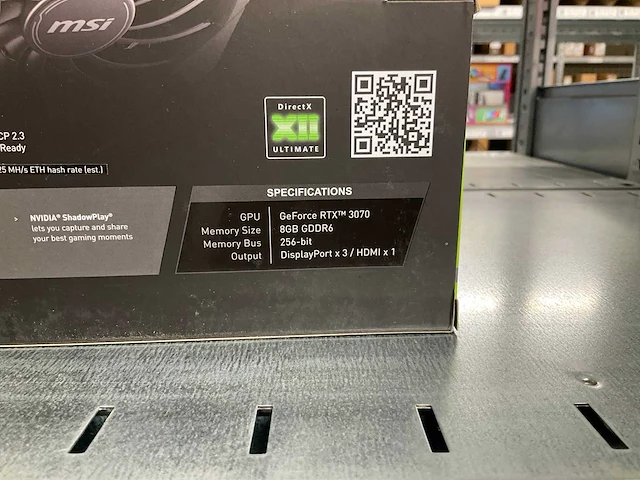 msi
DirectX
XII
ULTIMATE
CP 2.3
Ready
25 MH/s ETH hash rate (est.)
> NVIDIA® ShadowPlay®
lets you capture and share
your best gaming moments
SPECIFICATIONS
GPU GeForce RTX™ 3070
Memory Size 8GB GDDR6
Memory Bus 256-bit
Output DisplayPort x 3 / HDMI x 1